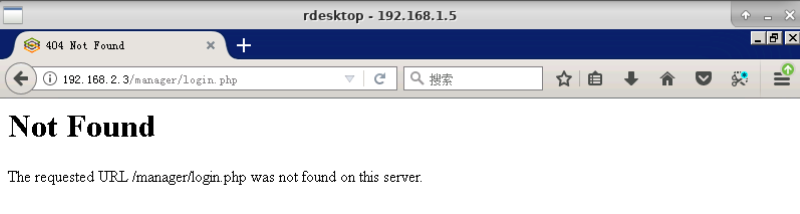 rdesktop - 192.168.1.5
404 Not Found
192.168.2.3/manager/login.php
搜索
Not Found
The requested URL /manager/login.php was not found on this server.